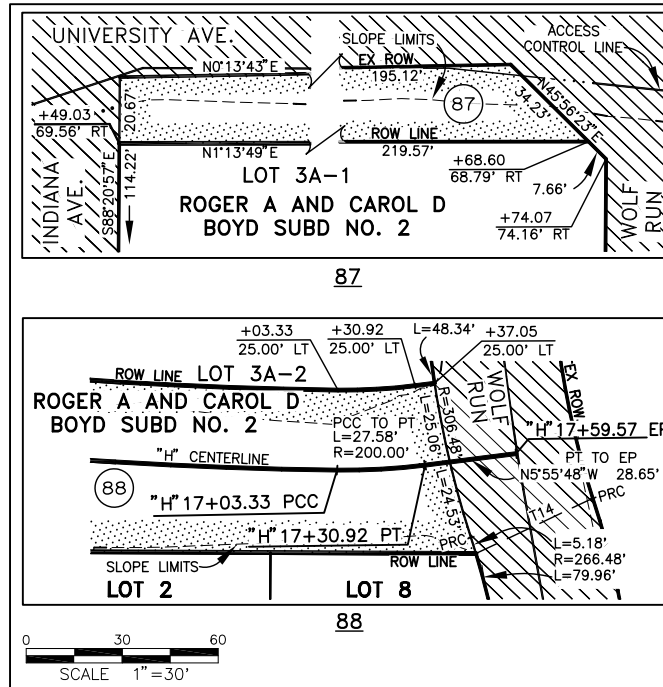 UNIVERSITY AVE.
SLOPE LIMITS
ACCESS
CONTROL LINE
N0°13'43"E
EX ROW
195.12'
N45°56'23"E
34.23'
87
+49.03
69.56' RT
20.67'
N1°13'49"E
ROW LINE
219.57'
INDIANA
AVE.
S88°20'57"E
114.22'
LOT 3A-1
ROGER A AND CAROL D
BOYD SUBD NO. 2
+68.60
68.79' RT
7.66'
+74.07
74.16' RT
WOLF
RUN
87
+03.33
25.00' LT
+30.92
25.00' LT
L=48.34'
+37.05
25.00' LT
ROW LINE
LOT 3A-2
ROGER A AND CAROL D
BOYD SUBD NO. 2
PCC TO PT
L=27.58'
R=200.00'
L=25.06'
R=306.48'
WOLF
RUN
EX ROW
"H" 17+59.57 EP
PT TO EP
N5°55'48"W 28.65'
"H" CENTERLINE
88
"H" 17+03.33 PCC
"H" 17+30.92 PT
L=24.53'
PRC
T14
PRC
L=5.18'
R=266.48'
L=79.96'
SLOPE LIMITS
ROW LINE
LOT 2
LOT 8
88
0 30 60
SCALE 1"=30'